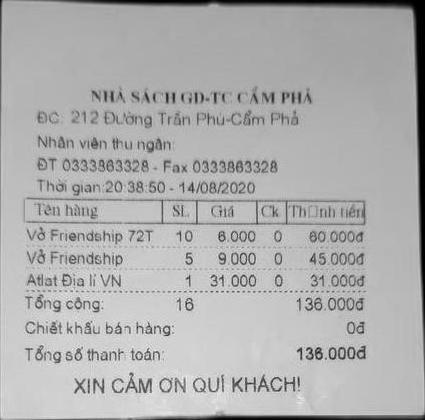 NHÀ SÁCH GD-TC CẨM PHẢ
ĐC: 212 Đường Trần Phú-Cẩm Phả
Nhân viên thu ngân:
ĐT 0333863328 - Fax 0333863328
Thời gian:20:38:50 - 14/08/2020
Tên hàng SL Giá Ck Th□nh tiền
Vở Friendship 72T 10 6.000 0 60.000đ
Vở Friendship 5 9.000 0 45.000đ
Atlat Địa lí VN 1 31.000 0 31.000đ
Tổng cộng: 16 136.000đ
Chiết khấu bán hàng: 0đ
Tổng số thanh toán: 136.000đ
XIN CẢM ƠN QUÍ KHÁCH!